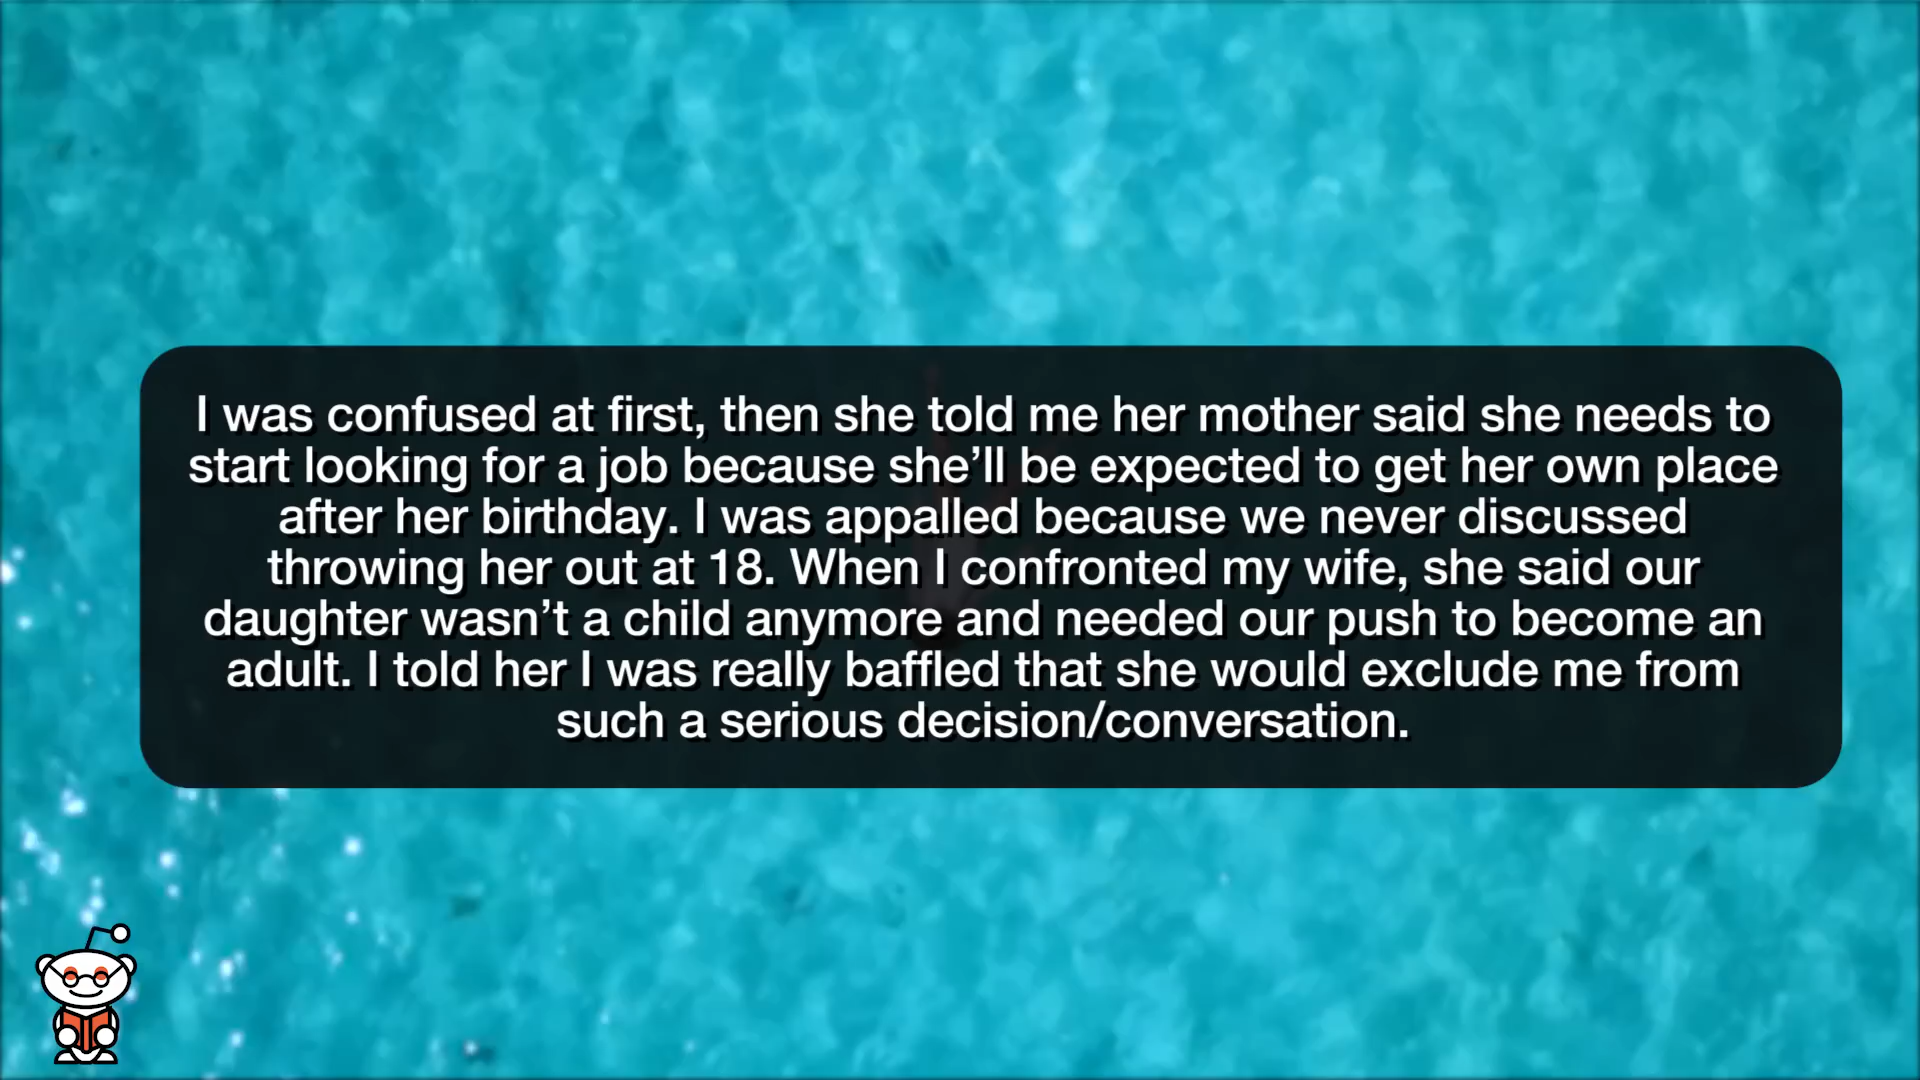 I was confused at first, then she told me her mother said she needs to
start looking for a job because she’ll be expected to get her own place
after her birthday. I was appalled because we never discussed
throwing her out at 18. When I confronted my wife, she said our
daughter wasn’t a child anymore and needed our push to become an
adult. I told her I was really baffled that she would exclude me from
such a serious decision/conversation.